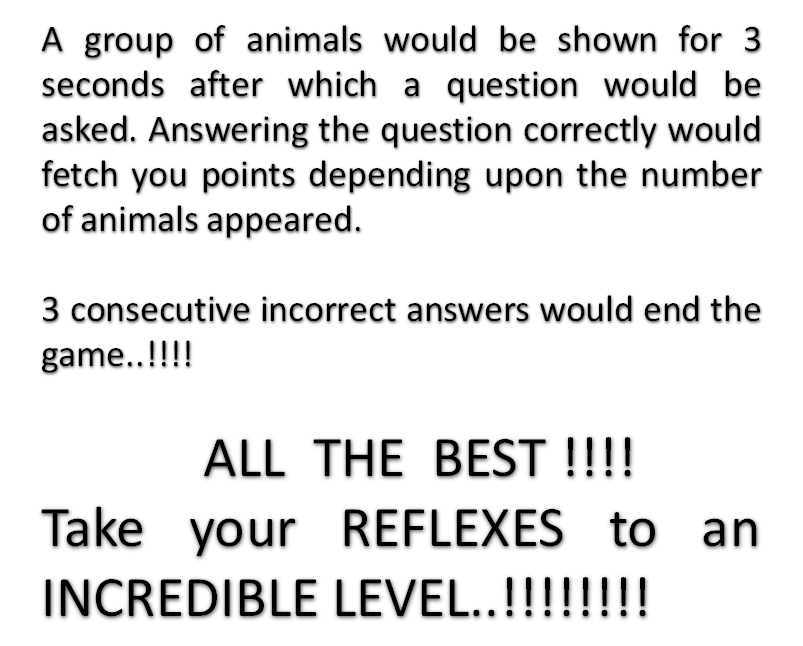 A group of animals would be shown for 3
seconds after which a question would be
asked. Answering the question correctly would
fetch you points depending upon the number
of animals appeared.
3 consecutive incorrect answers would end the
game..!!!!
ALL THE BEST !!!!
Take your REFLEXES to an
INCREDIBLE LEVEL..!!!!!!!!